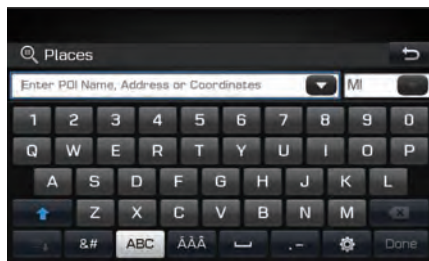 Places
Enter POI Name, Address or Coordinates MI
1 2 3 4 5 6 7 8 9 0
Q W E R T Y U I O P
A S D F G H J K L
Z X C V B N M
&# ABC ÄÀÂ .- Done